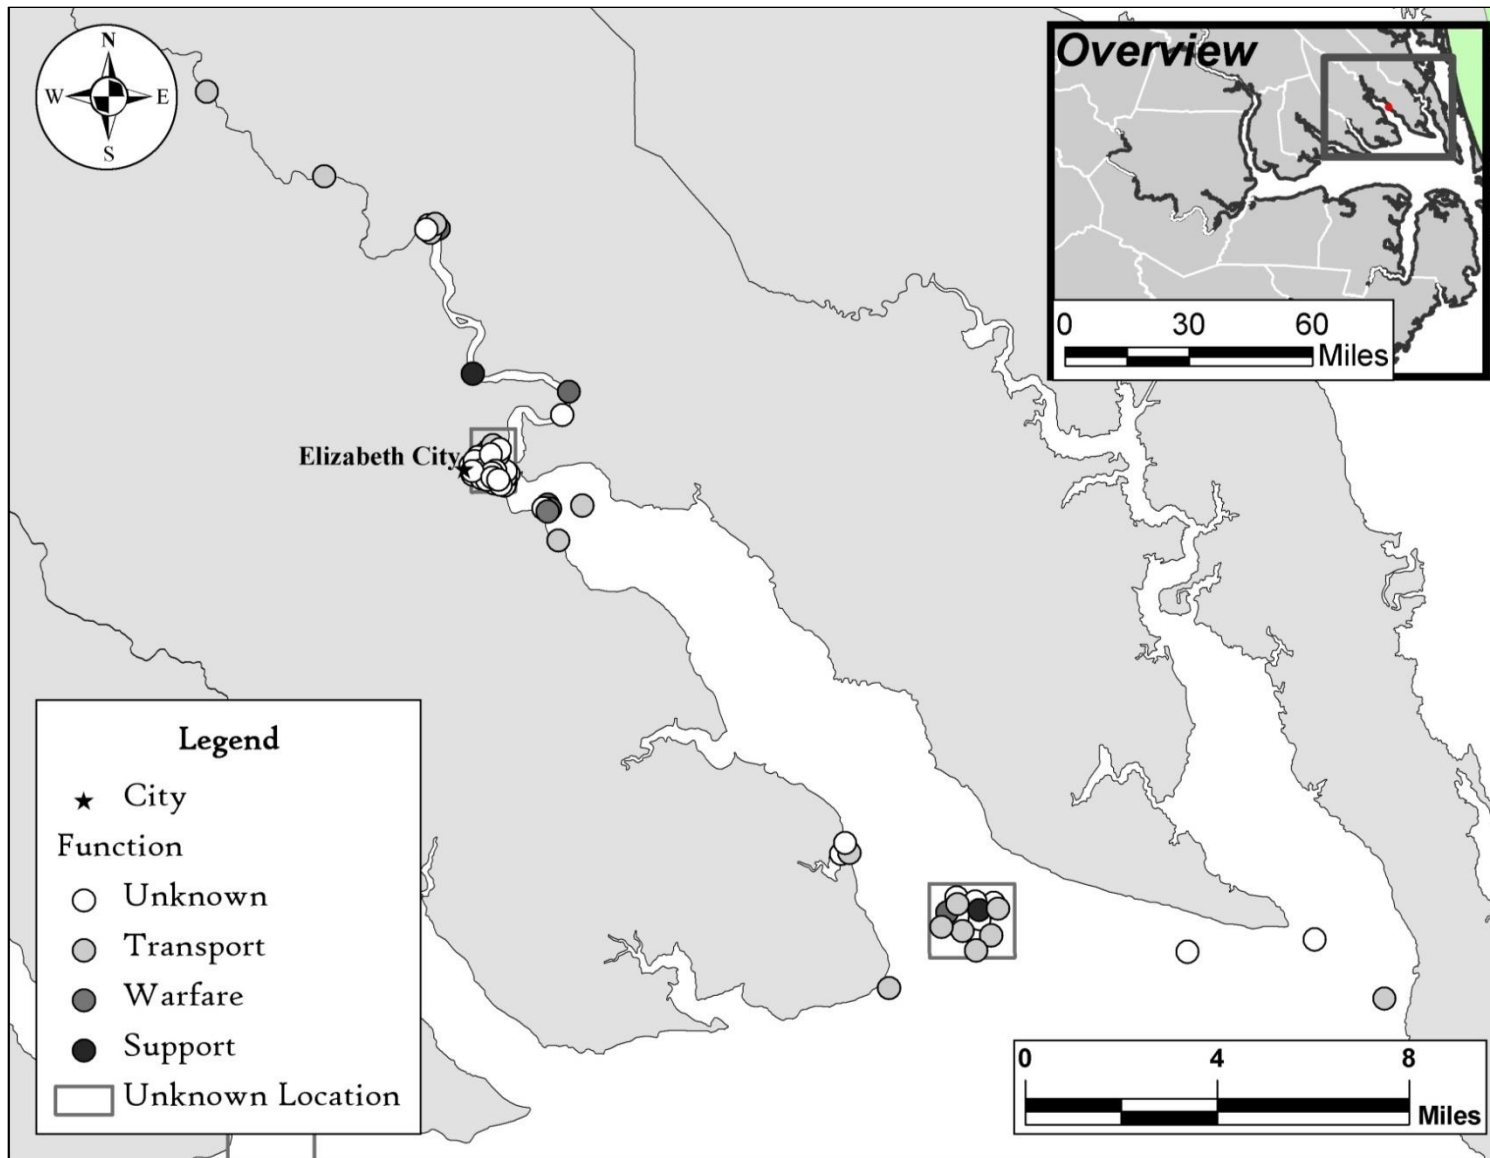 N
W E
S
Overview
0 30 60
Miles
Elizabeth City
Legend
City
Function
Unknown
Transport
Warfare
Support
Unknown Location
0 4 8
Miles